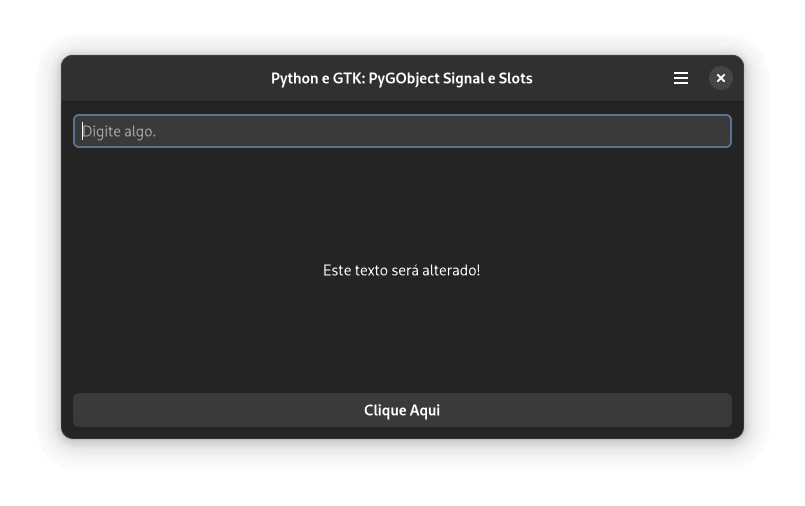 Python e GTK: PyGObject Signal e Slots
Digite algo.
Este texto será alterado!
Clique Aqui